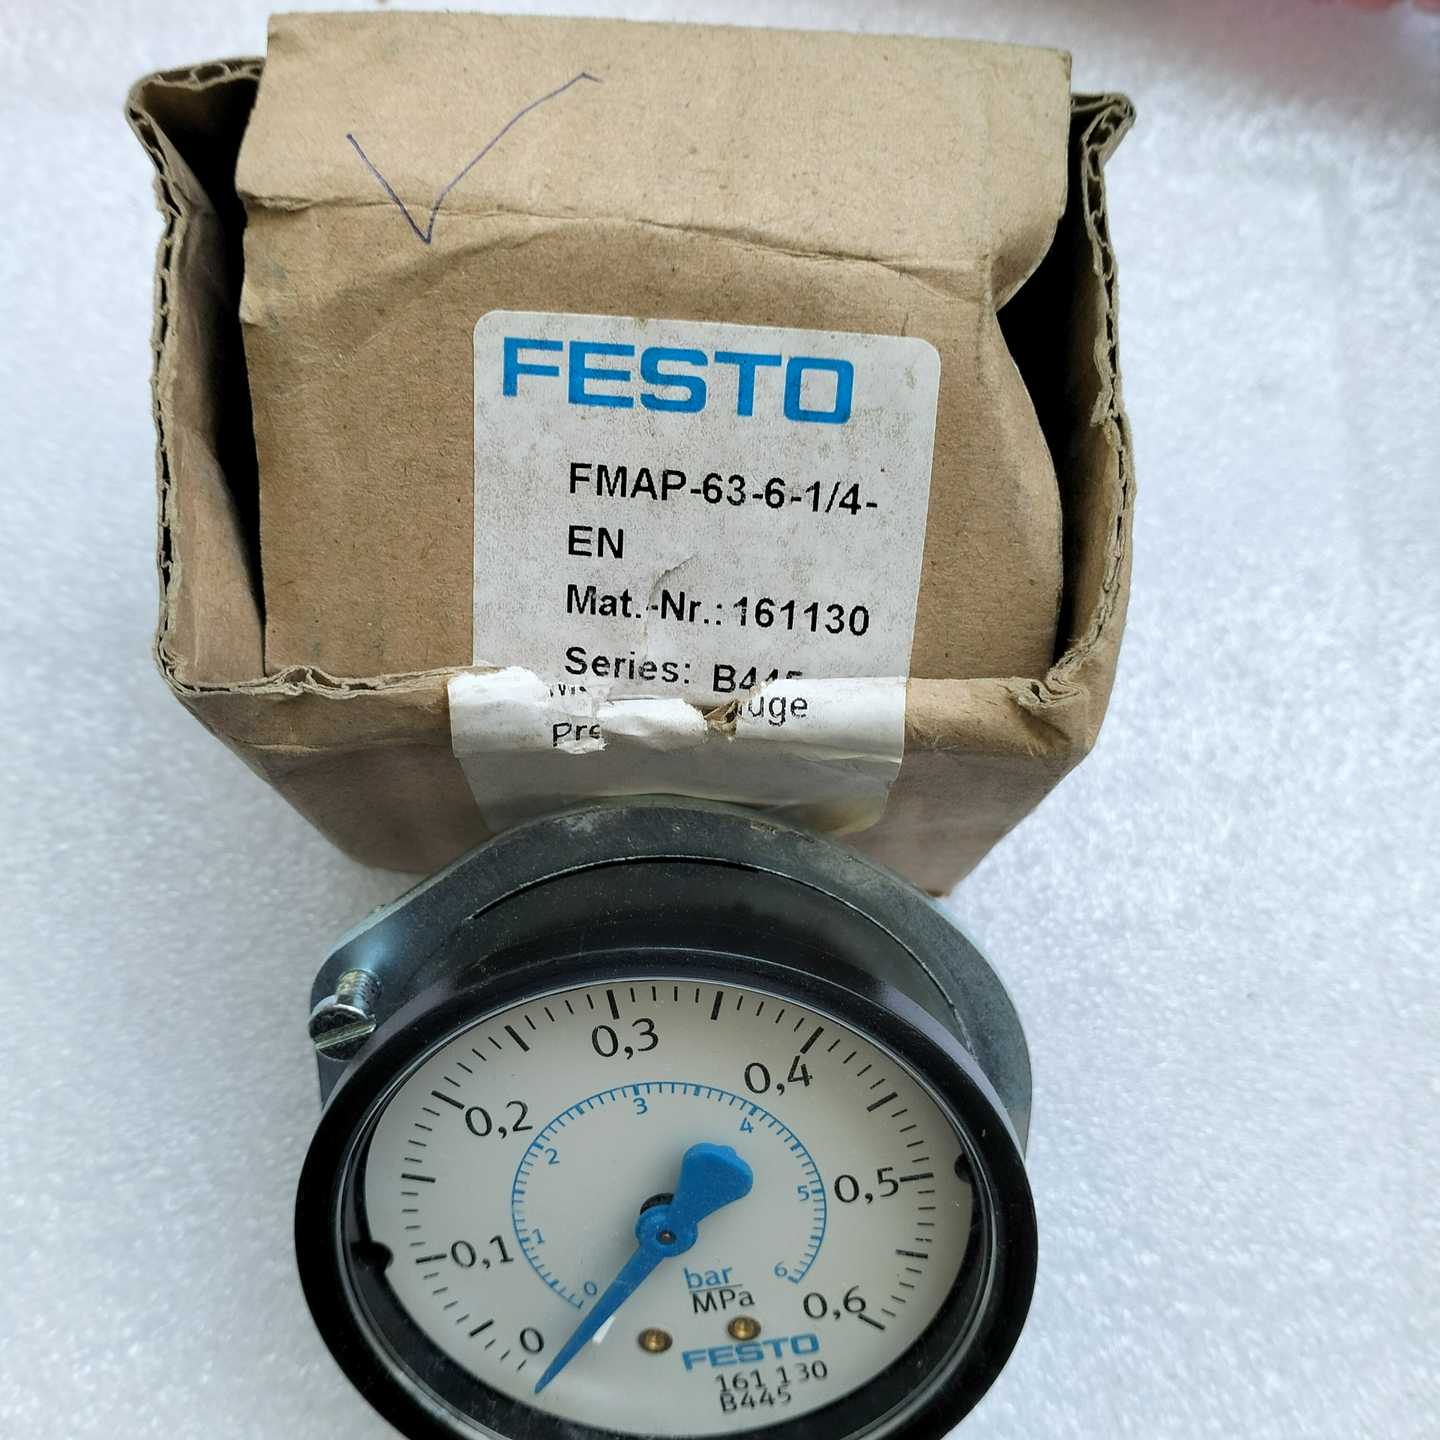 FESTO
FMAP-63-6-1/4-
EN
Mat.-Nr.: 161130
Series: B445
0
0,1
0,2
0,3
0,4
0,5
0,6
0
1
2
3
4
5
6
bar
MPa
FESTO
161 130
B445